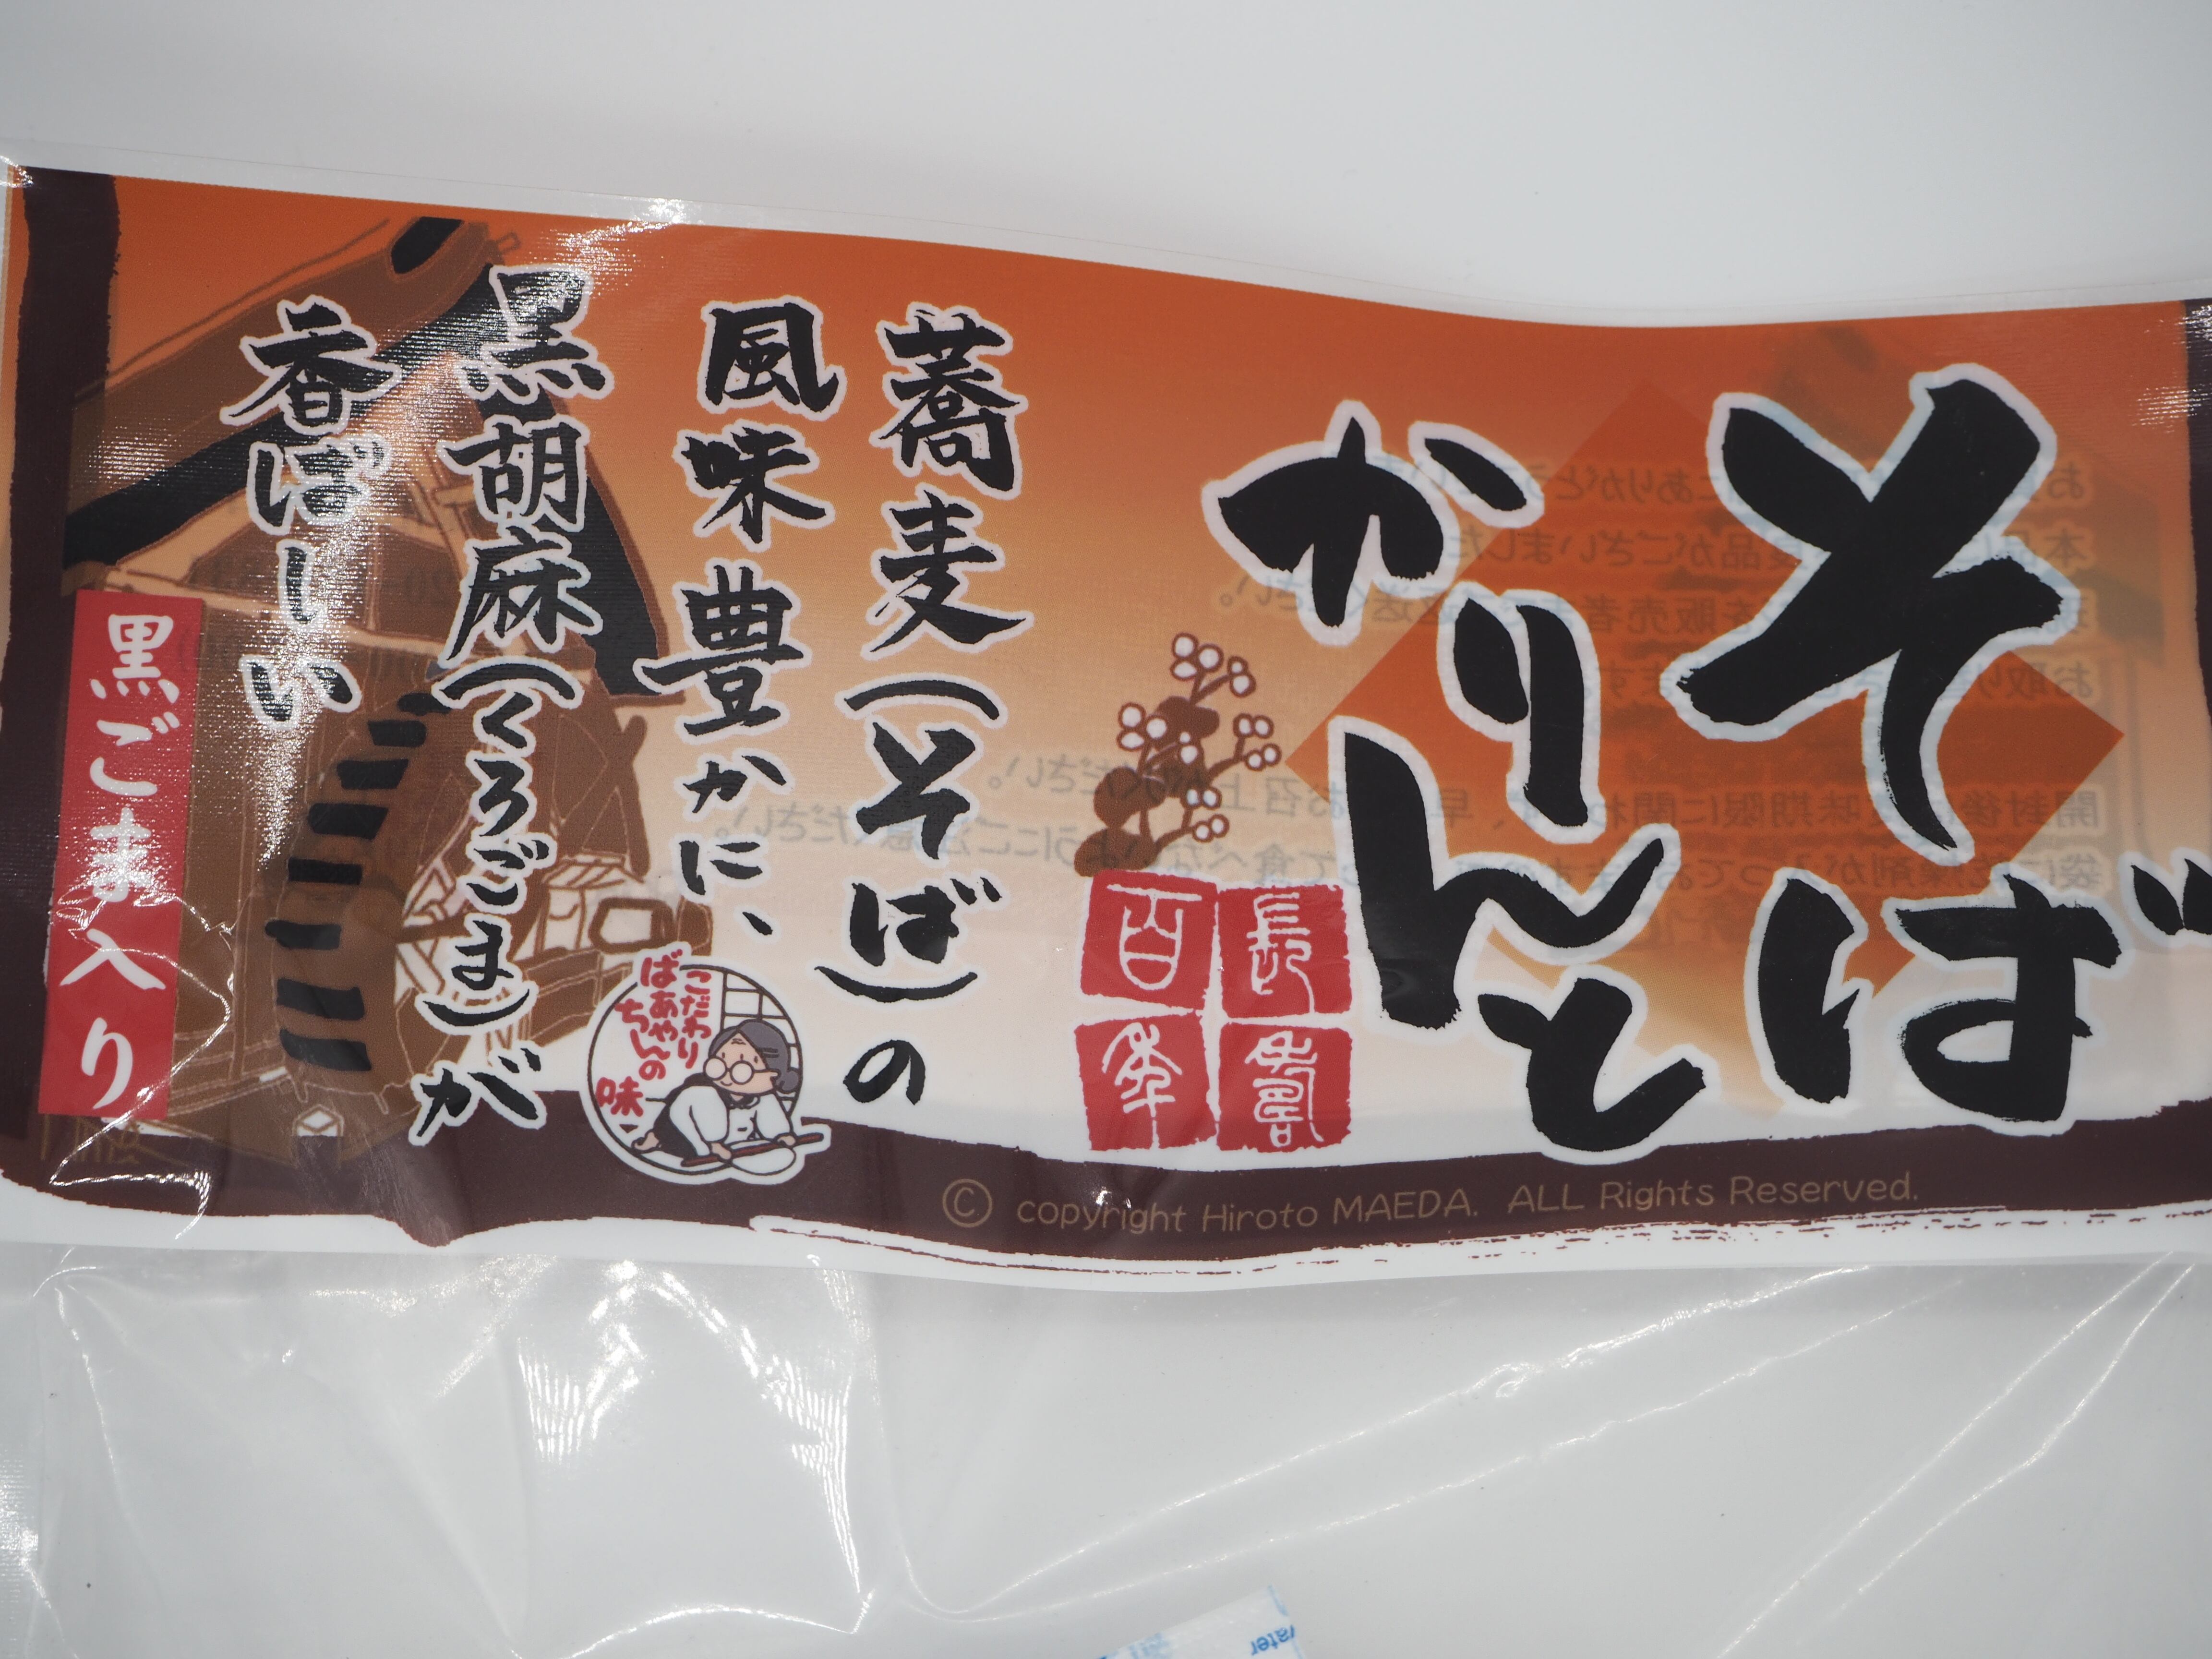 そば
かりんと
長寿
百年
蕎麦(そば)の
風味豊かに、
黒胡麻(くろごま)が
香ばしい
黒ごま入り
こだわり
ばあちゃんの
味
© copyright Hiroto MAEDA. ALL Rights Reserved.